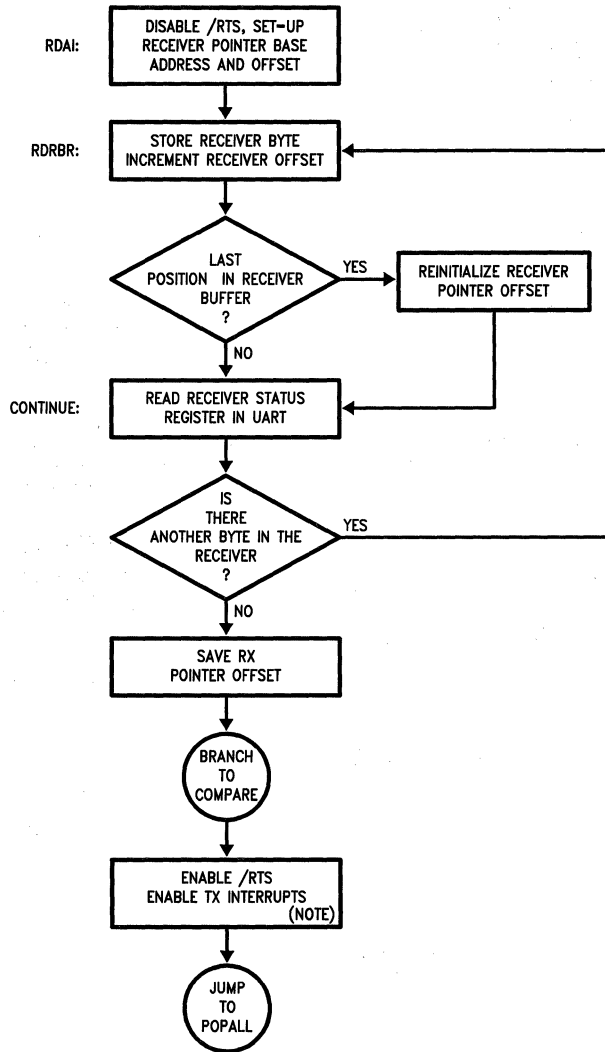 RDAI:
DISABLE /RTS, SET-UP
RECEIVER POINTER BASE
ADDRESS AND OFFSET
RDRBR:
STORE RECEIVER BYTE
INCREMENT RECEIVER OFFSET
LAST
POSITION IN RECEIVER
BUFFER
?
YES
REINITIALIZE RECEIVER
POINTER OFFSET
NO
CONTINUE:
READ RECEIVER STATUS
REGISTER IN UART
IS
THERE
ANOTHER BYTE IN THE
RECEIVER
?
YES
NO
SAVE RX
POINTER OFFSET
BRANCH
TO
COMPARE
ENABLE /RTS
ENABLE TX INTERRUPTS
(NOTE)
JUMP
TO
POPALL